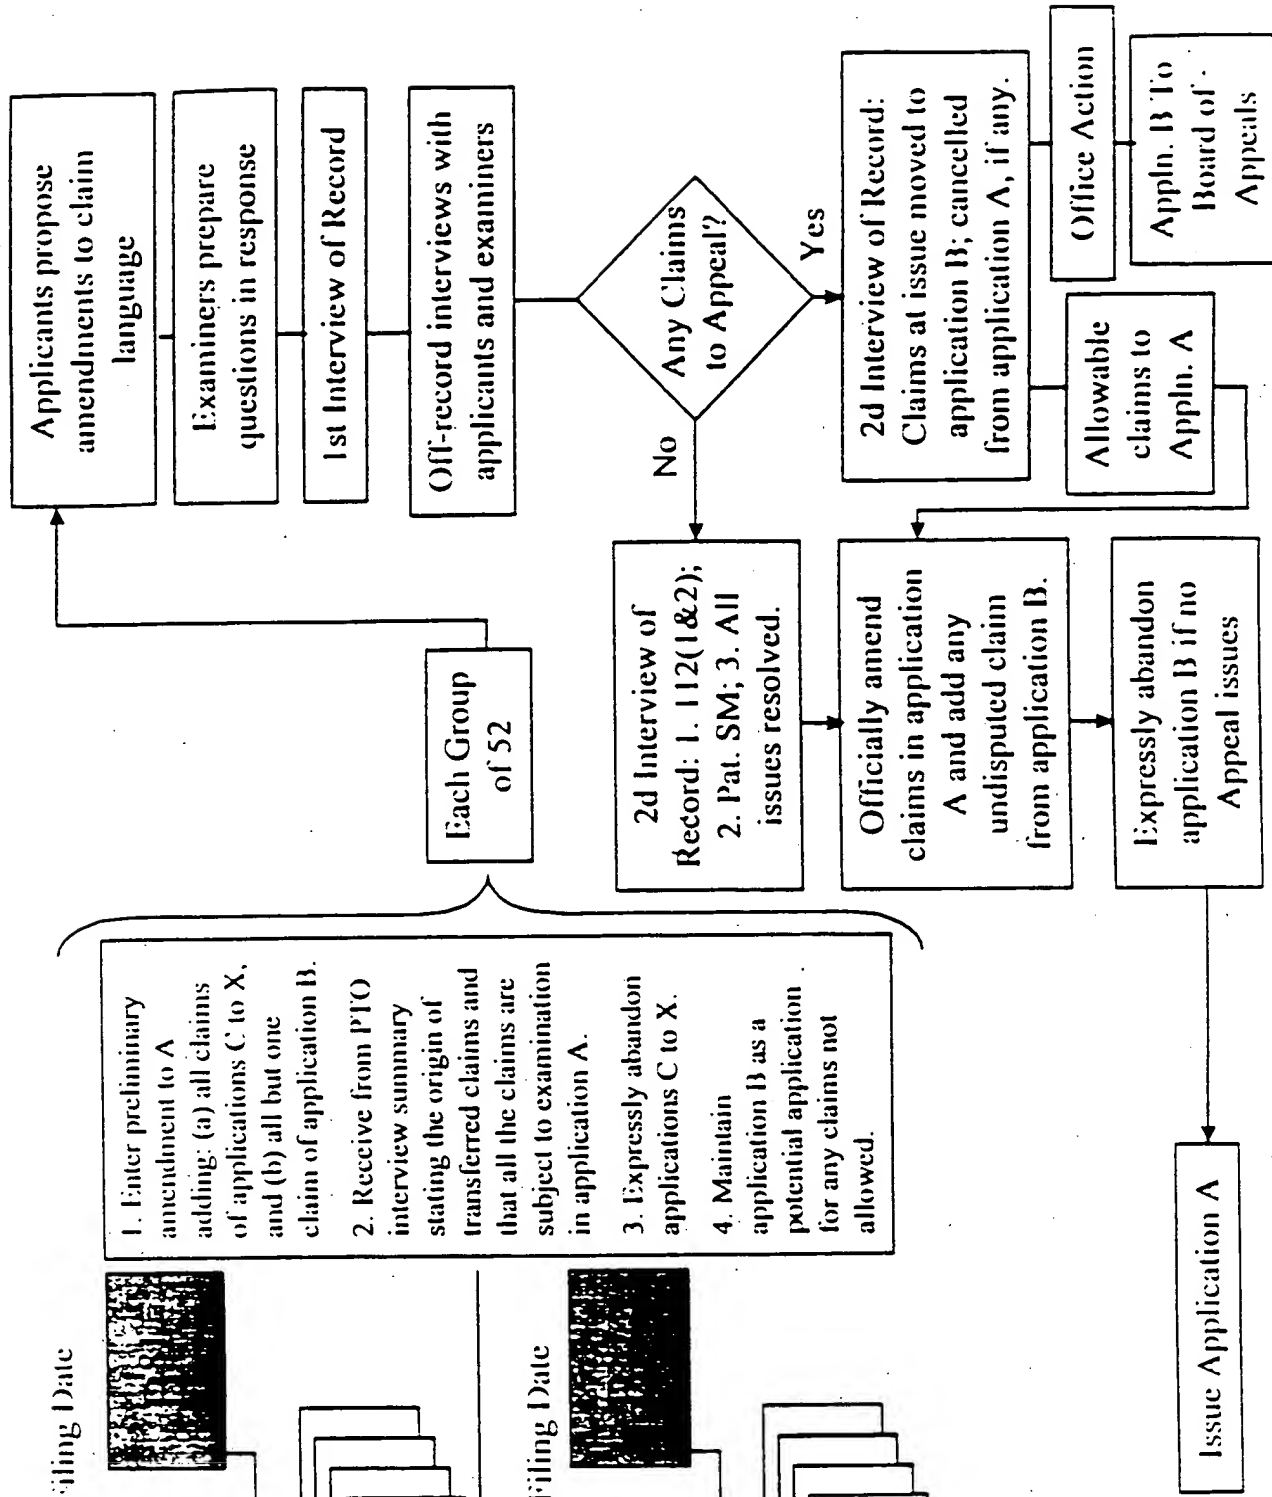 Filing Date
Filing Date
1. Enter preliminary
amendment to A
adding: (a) all claims
of applications C to X,
and (b) all but one
claim of application B.
2. Receive from PTO
interview summary
stating the origin of
transferred claims and
that all the claims are
subject to examination
in application A.
3. Expressly abandon
applications C to X.
4. Maintain
application B as a
potential application
for any claims not
allowed.
Each Group
of 52
Applicants propose
amendments to claim
language
Examiners prepare
questions in response
1st Interview of Record
Off-record interviews with
applicants and examiners
Any Claims
to Appeal?
No
Yes
2d Interview of
Record: 1. 112(1&2);
2. Pat. SM; 3. All
issues resolved.
2d Interview of Record:
Claims at issue moved to
application B; cancelled
from application A, if any.
Officially amend
claims in application
A and add any
undisputed claim
from application B.
Allowable
claims to
Appln. A
Office Action
Appln. B To
Board of
Appeals
Expressly abandon
application B if no
Appeal issues
Issue Application A